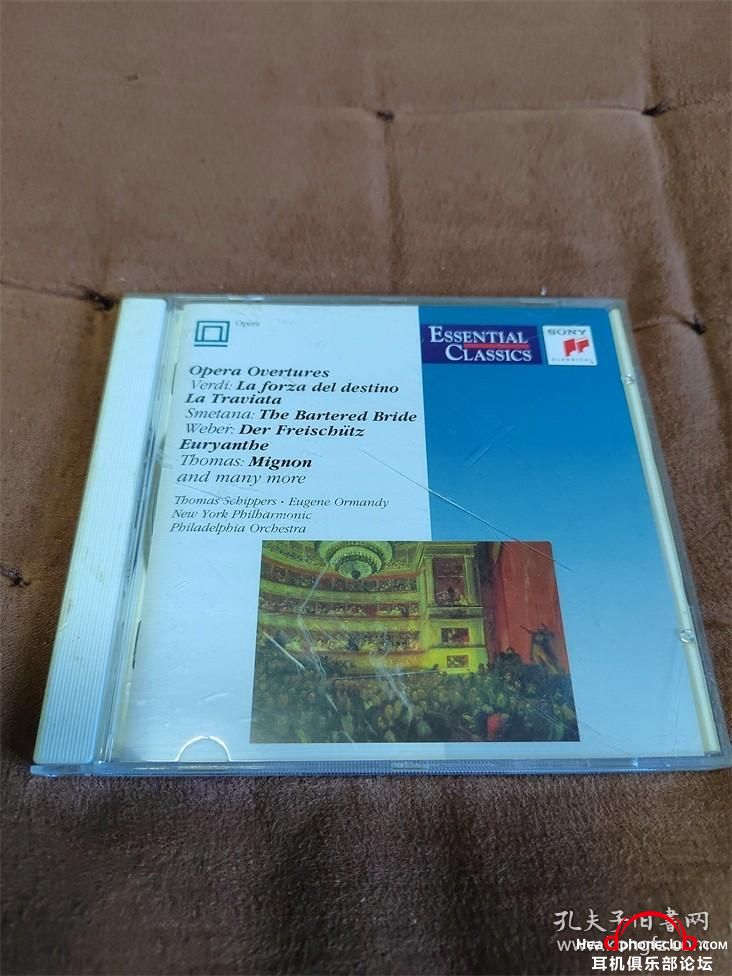 Opera
ESSENTIAL
CLASSICS
SONY
CLASSICAL
Opera Overtures
Verdi: La forza del destino
La Traviata
Smetana: The Bartered Bride
Weber: Der Freischütz
Euryanthe
Thomas: Mignon
and many more
Thomas Schippers · Eugene Ormandy
New York Philharmonic
Philadelphia Orchestra
孔夫子旧书网
Headphoneclub.com
耳机俱乐部论坛